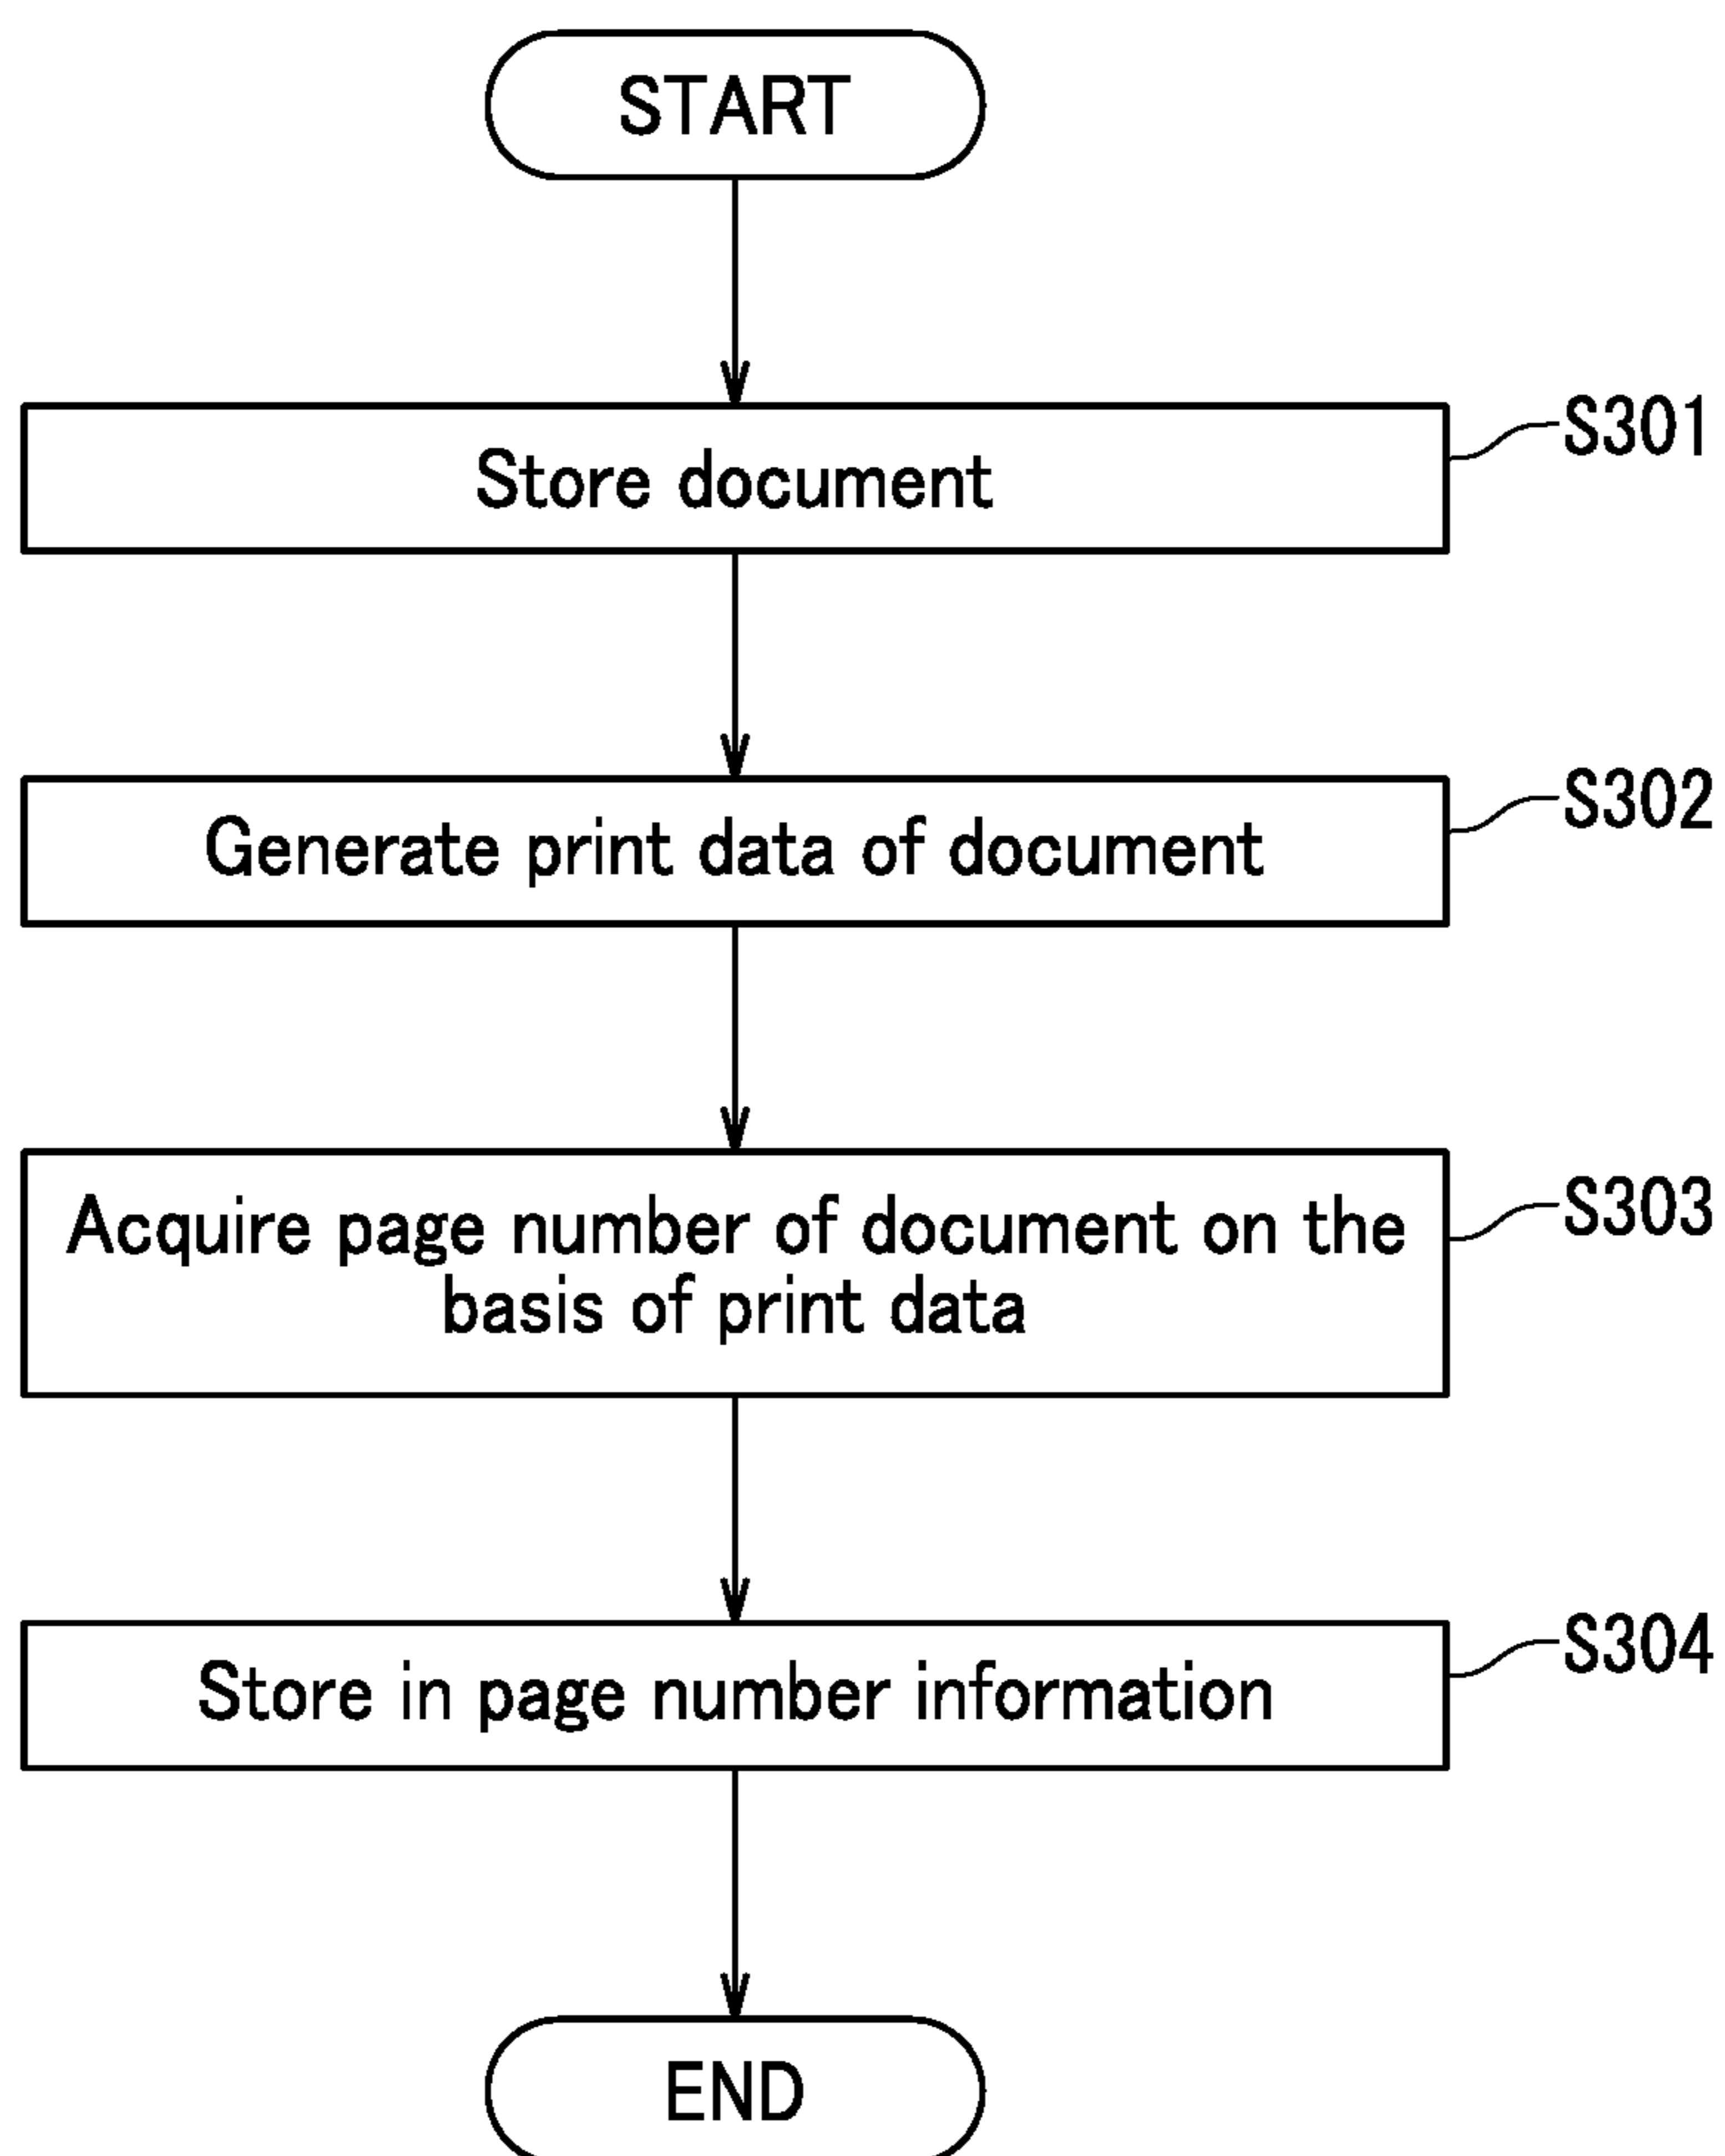 START
Store document
S301
Generate print data of document
S302
Acquire page number of document on the
basis of print data
S303
Store in page number information
S304
END